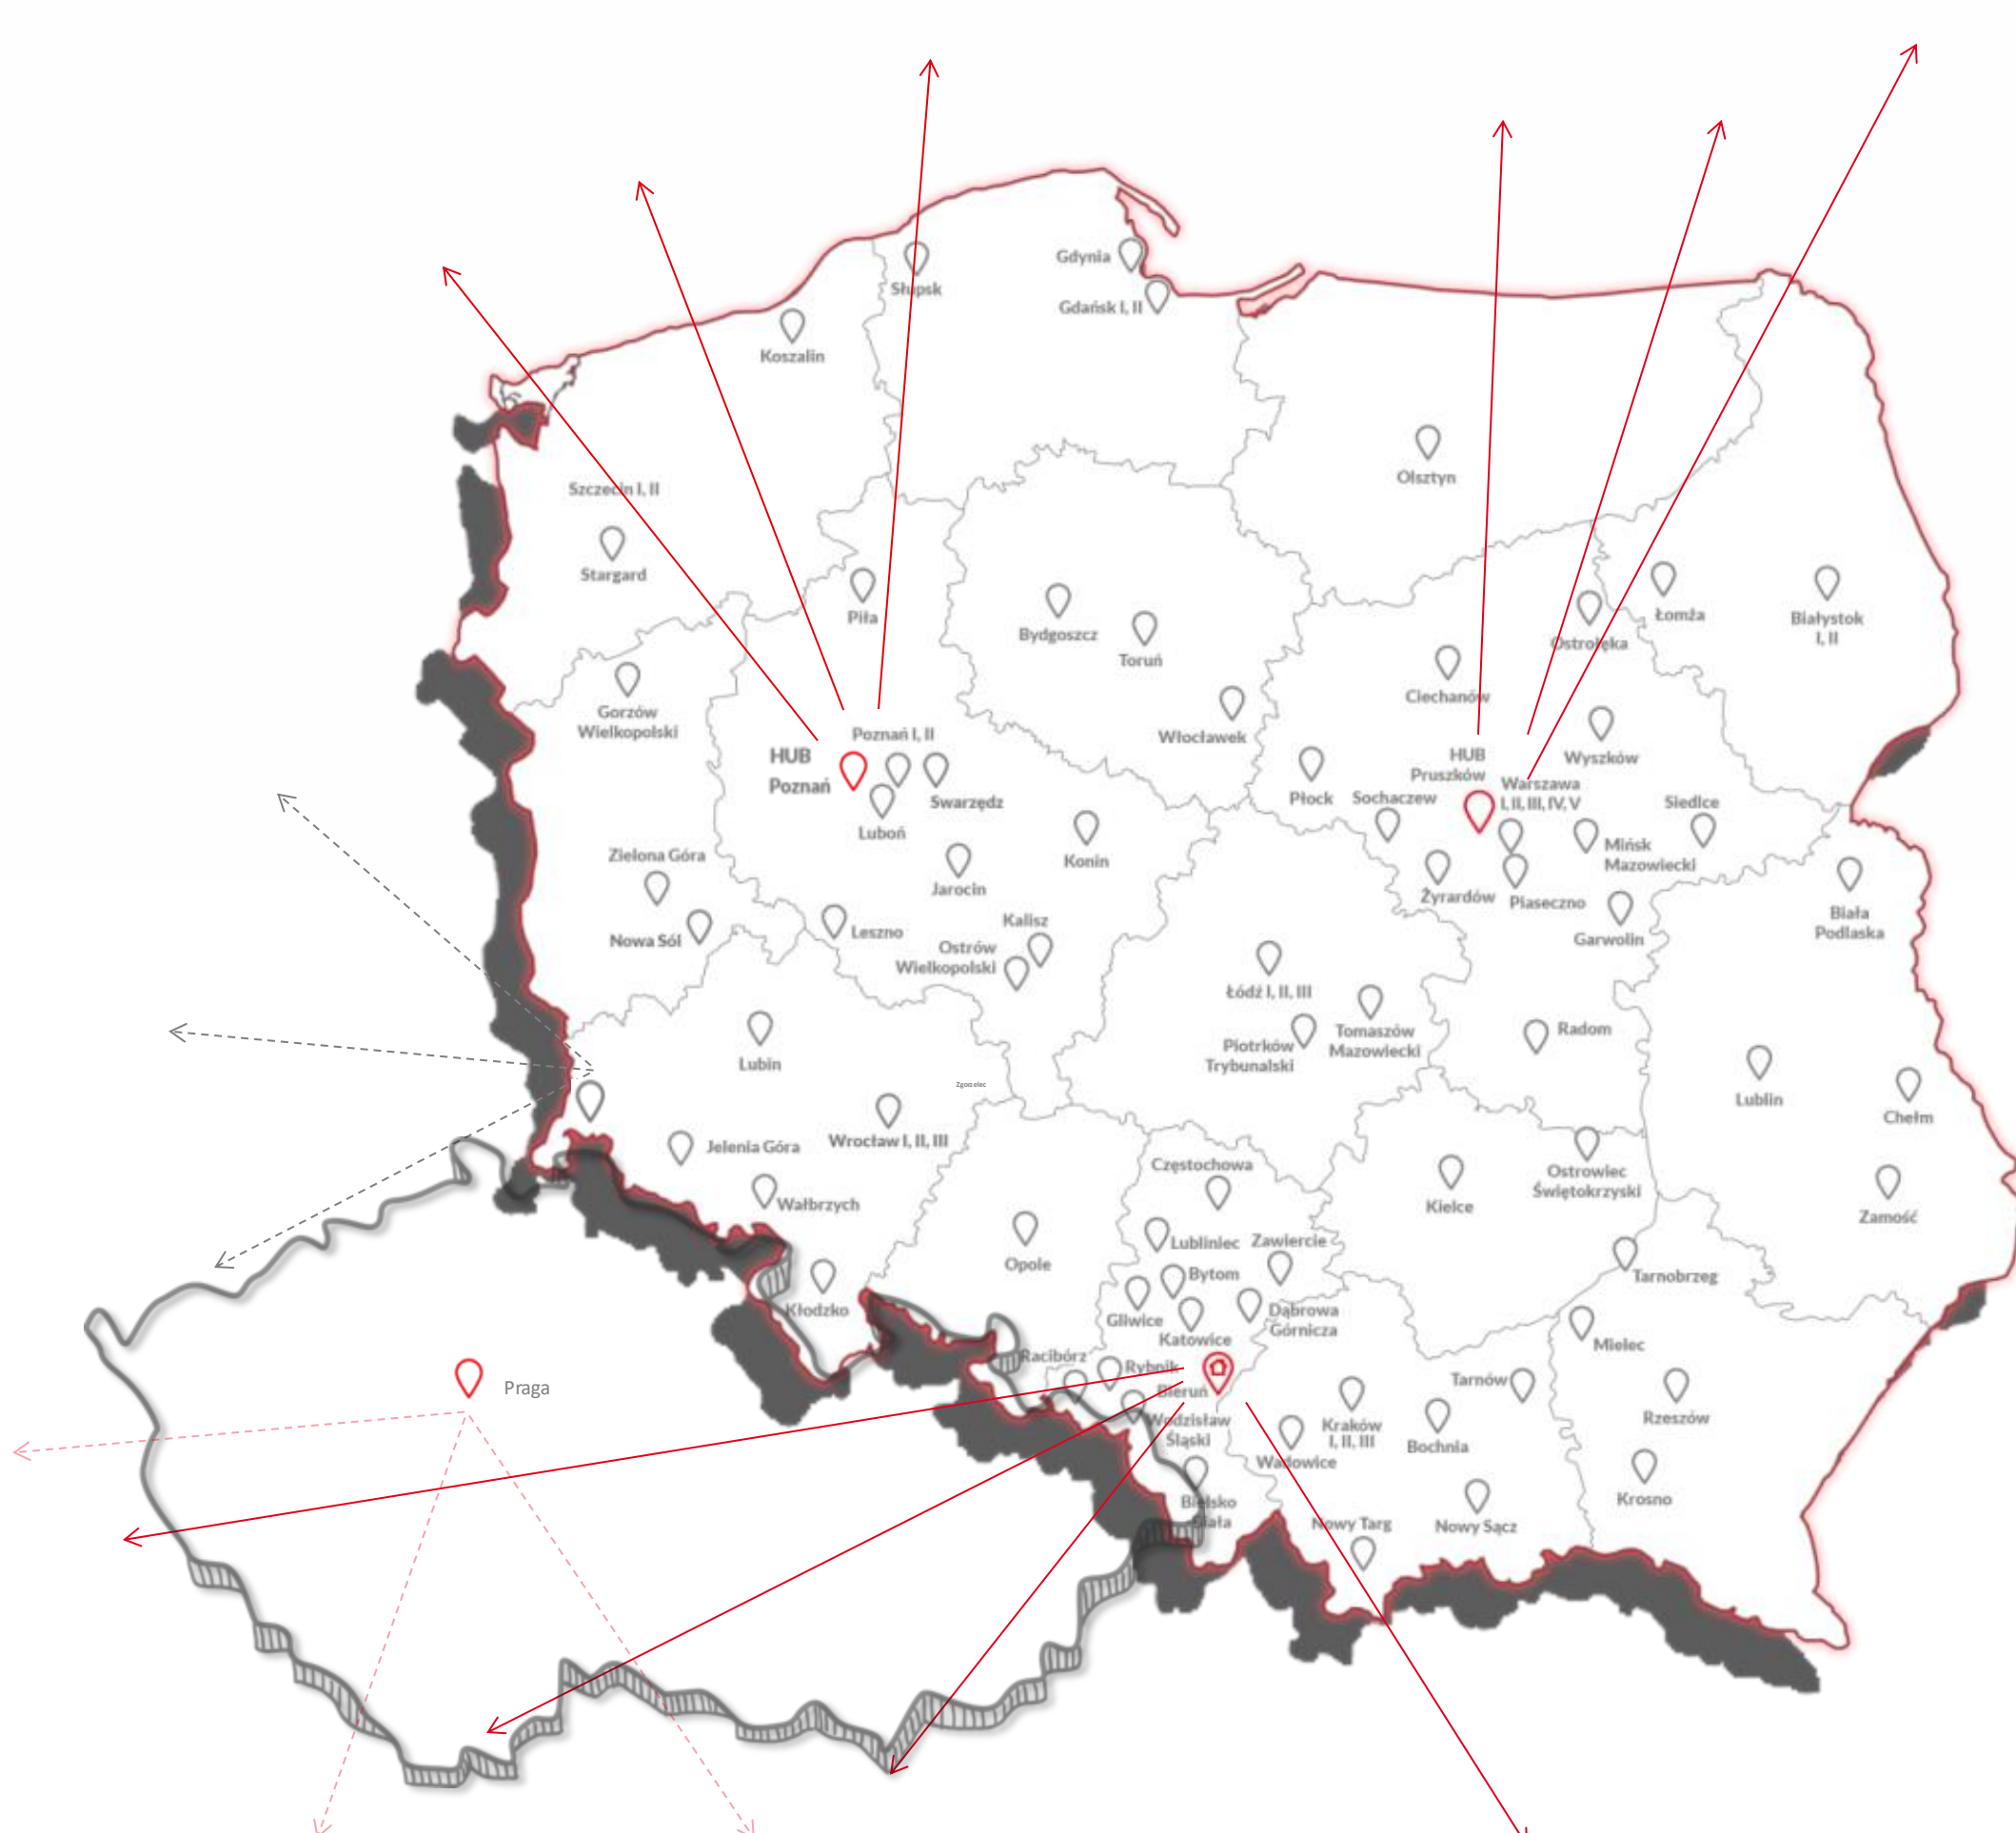 Słupsk
Gdynia
Gdańsk I, II
Koszalin
Olsztyn
Szczecin I, II
Stargard
Piła
Bydgoszcz
Toruń
Łomża
Białystok
I, II
Ostrołęka
Gorzów
Wielkopolski
Ciechanów
Włocławek
Wyszków
HUB
Poznań
Poznań I, II
Swarzędz
Luboń
HUB
Pruszków
Płock
Sochaczew
Warszawa
I, II, III, IV, V
Siedlce
Mińsk
Mazowiecki
Konin
Zielona Góra
Jarocin
Żyrardów
Piaseczno
Biała
Podlaska
Nowa Sól
Leszno
Kalisz
Ostrów
Wielkopolski
Garwolin
Łódź I, II, III
Tomaszów
Mazowiecki
Piotrków
Trybunalski
Radom
Lubin
Zgorzelec
Lublin
Chełm
Jelenia Góra
Wrocław I, II, III
Wałbrzych
Częstochowa
Kielce
Ostrowiec
Świętokrzyski
Zamość
Opole
Lubliniec
Zawiercie
Bytom
Tarnobrzeg
Kłodzko
Gliwice
Katowice
Dąbrowa
Górnicza
Mielec
Racibórz
Rybnik
Bieruń
Praga
Tarnów
Rzeszów
Wodzisław
Śląski
Kraków
I, II, III
Bochnia
Wadowice
Krosno
Bielsko
Biała
Nowy Targ
Nowy Sącz